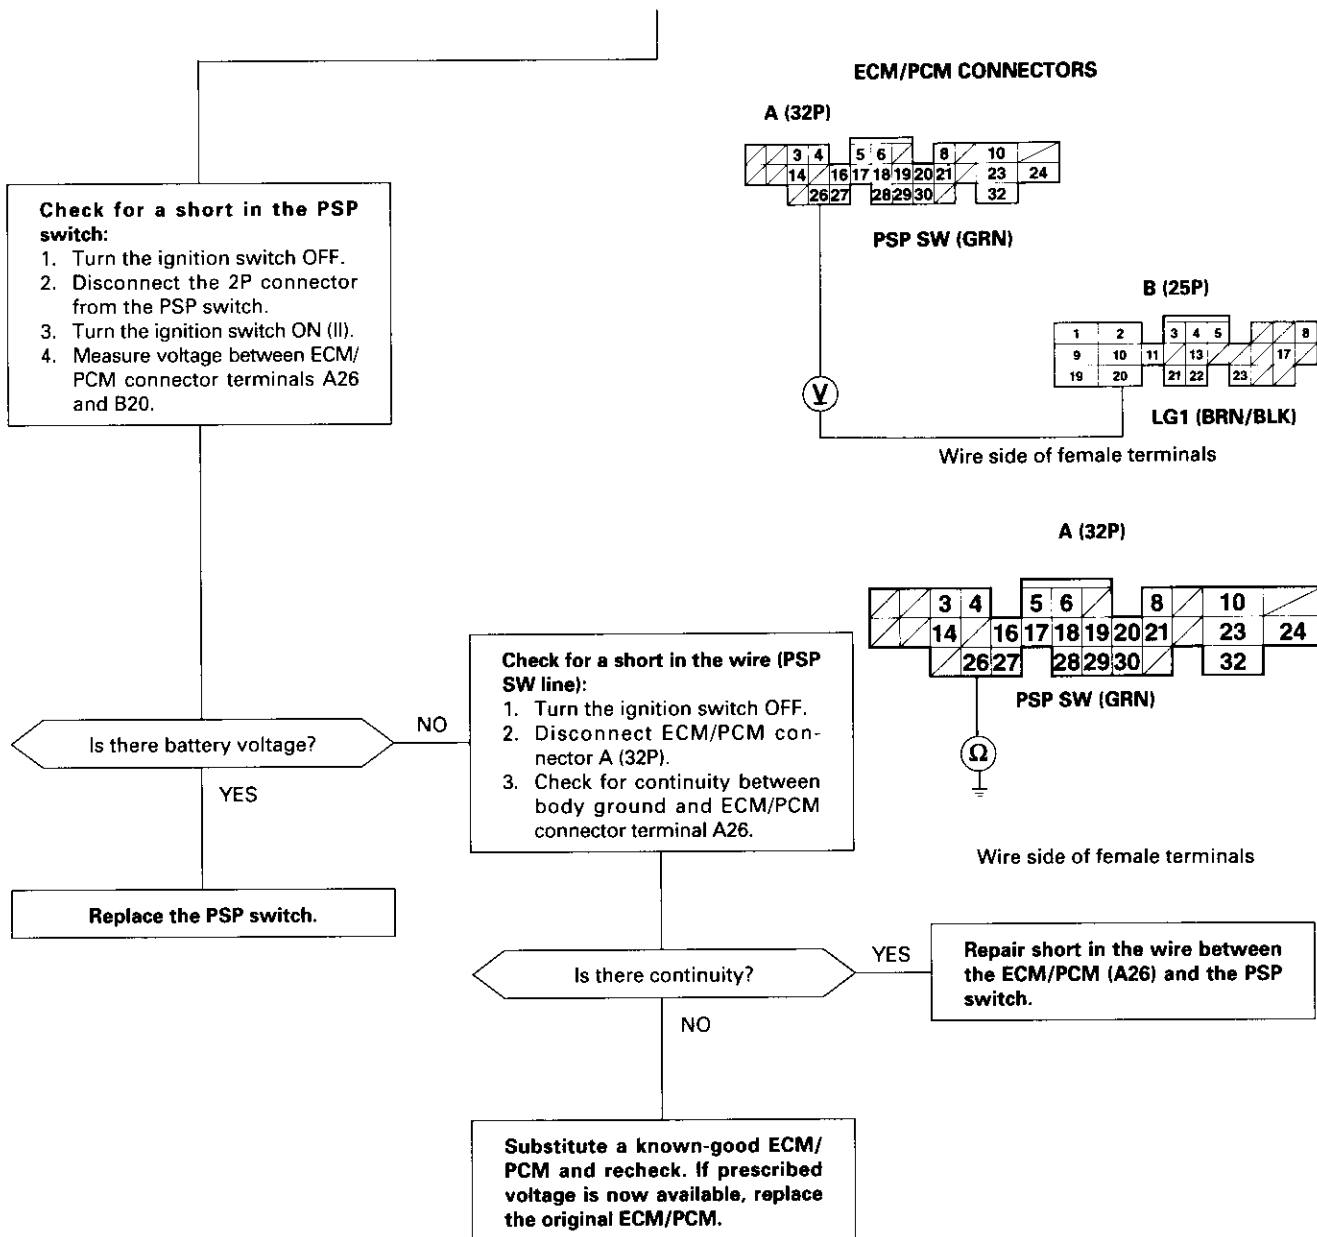 ECM/PCM CONNECTORS
A (32P)
3 4 5 6 8 10
14 16 17 18 19 20 21 23 24
26 27 28 29 30 32
PSP SW (GRN)
B (25P)
1 2 3 4 5 8
9 10 11 13 17
19 20 21 22 23
LG1 (BRN/BLK)
V
Wire side of female terminals
Check for a short in the PSP
switch:
1. Turn the ignition switch OFF.
2. Disconnect the 2P connector
from the PSP switch.
3. Turn the ignition switch ON (II).
4. Measure voltage between ECM/
PCM connector terminals A26
and B20.
A (32P)
3 4 5 6 8 10
14 16 17 18 19 20 21 23 24
26 27 28 29 30 32
PSP SW (GRN)
Ω
Wire side of female terminals
Is there battery voltage?
NO
YES
Check for a short in the wire (PSP
SW line):
1. Turn the ignition switch OFF.
2. Disconnect ECM/PCM con-
nector A (32P).
3. Check for continuity between
body ground and ECM/PCM
connector terminal A26.
Replace the PSP switch.
Is there continuity?
YES
NO
Repair short in the wire between
the ECM/PCM (A26) and the PSP
switch.
Substitute a known-good ECM/
PCM and recheck. If prescribed
voltage is now available, replace
the original ECM/PCM.